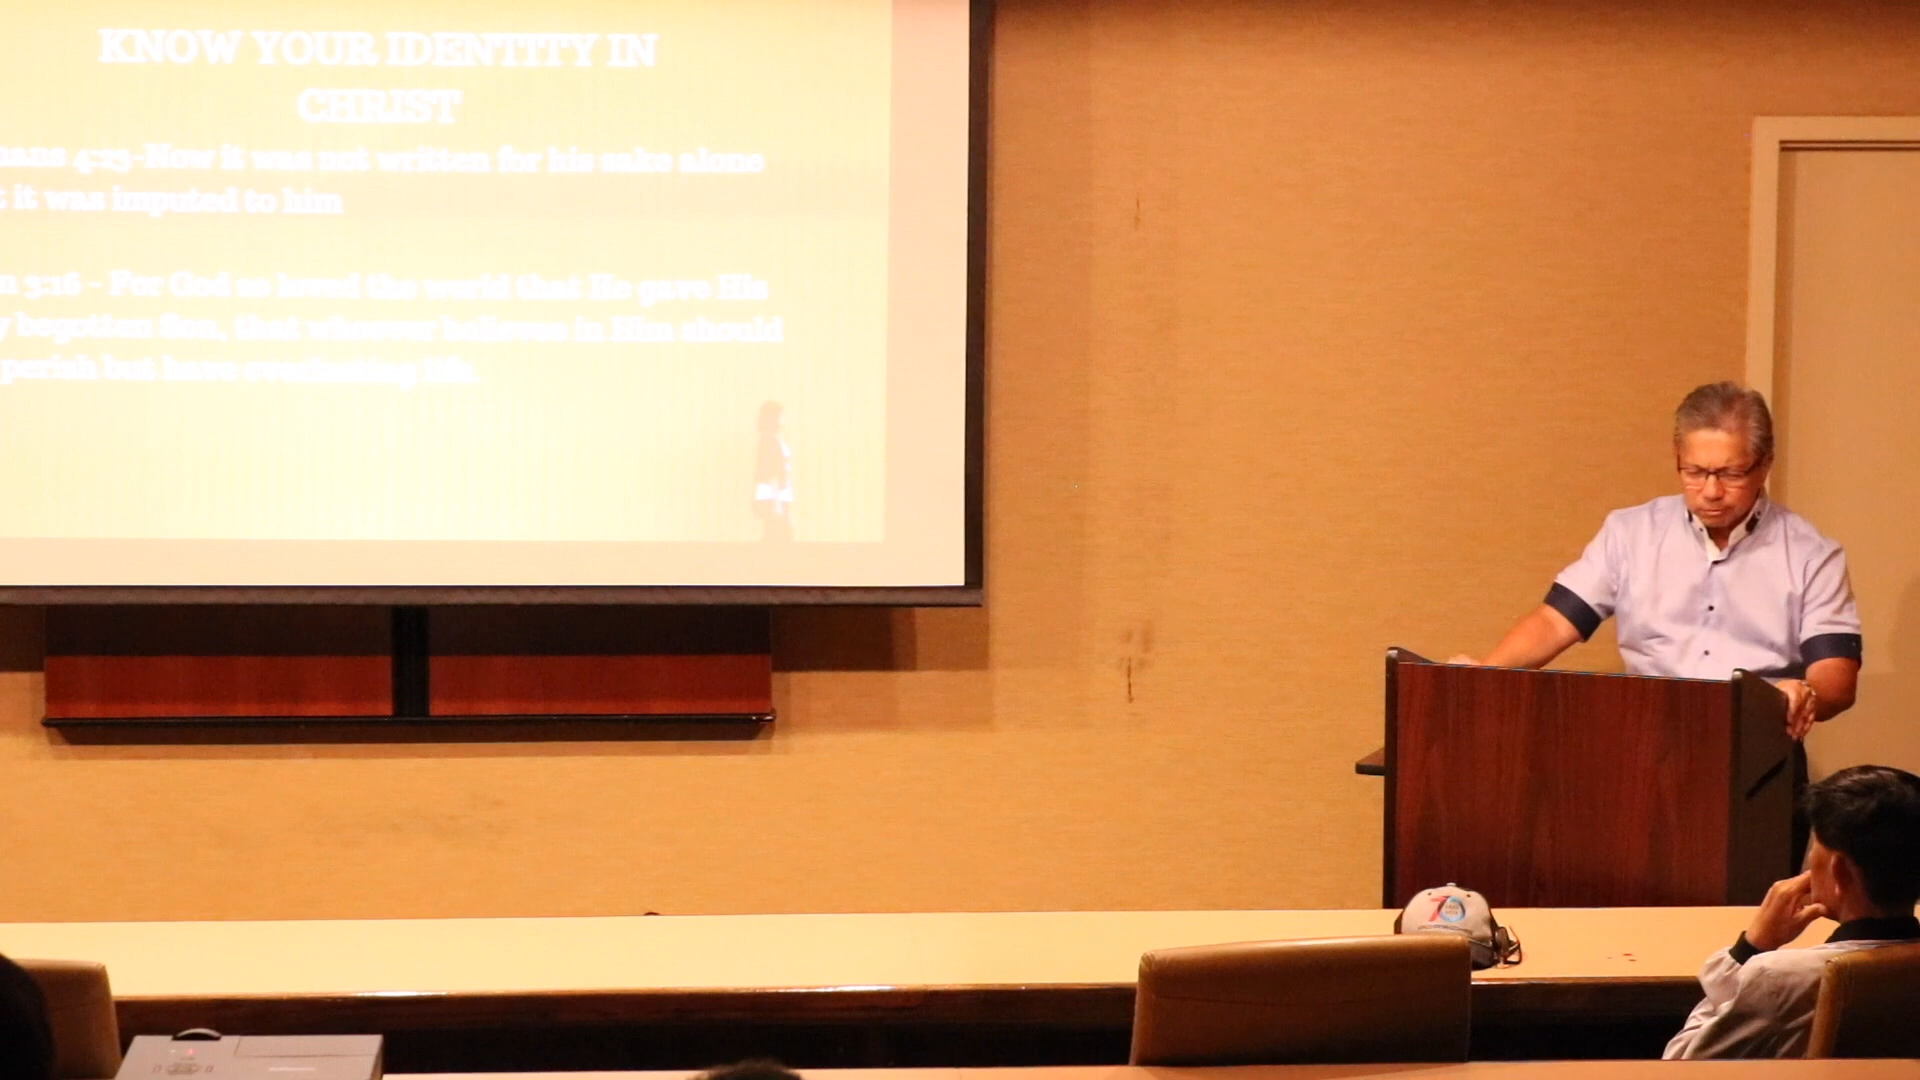 KNOW YOUR IDENTITY IN
CHRIST
mans 4:23-Now it was not written for his sake alone
t it was imputed to him
n 3:16 - For God so loved the world that He gave His
y begotten Son, that whoever believes in Him should
perish but have everlasting life.
70